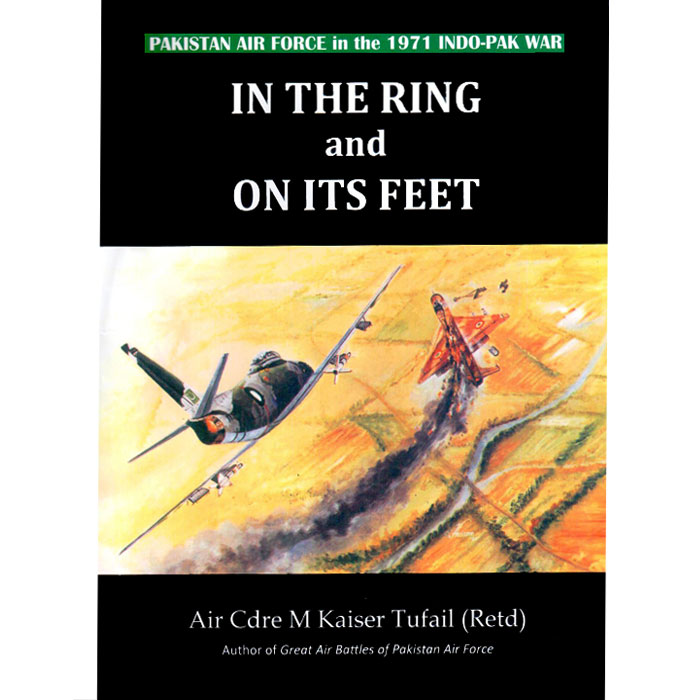 PAKISTAN AIR FORCE in the 1971 INDO-PAK WAR
IN THE RING
and
ON ITS FEET
Air Cdre M Kaiser Tufail (Retd)
Author of Great Air Battles of Pakistan Air Force